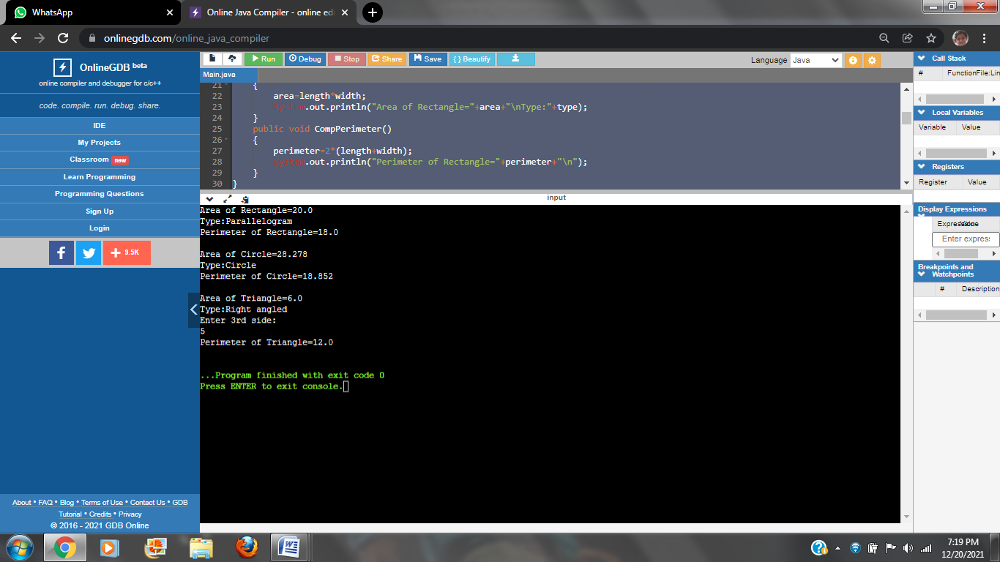 WhatsApp
Online Java Compiler - online edi
onlinegdb.com/online_java_compiler
OnlineGDB beta
online compiler and debugger for c/c++
code. compile. run. debug. share.
IDE
My Projects
Classroom new
Learn Programming
Programming Questions
Sign Up
Login
9.5K
About • FAQ • Blog • Terms of Use • Contact Us • GDB
Tutorial • Credits • Privacy
© 2016 - 2021 GDB Online
Run Debug Stop Share Save { } Beautify
Language Java
Main.java
21 {
22 area=length*width;
23 System.out.println("Area of Rectangle="+area+"\nType:"+type);
24 }
25 public void CompPerimeter()
26 {
27 perimeter=2*(length+width);
28 System.out.println("Perimeter of Rectangle="+perimeter+"\n");
29 }
30 }
input
Area of Rectangle=20.0
Type:Parallelogram
Perimeter of Rectangle=18.0
Area of Circle=28.278
Type:Circle
Perimeter of Circle=18.852
Area of Triangle=6.0
Type:Right angled
Enter 3rd side:
5
Perimeter of Triangle=12.0
...Program finished with exit code 0
Press ENTER to exit console.
Call Stack
# Function File:Lin
Local Variables
Variable Value
Registers
Register Value
Display Expressions
Expression Value
Enter express
Breakpoints and
Watchpoints
# Description
7:19 PM
12/20/2021